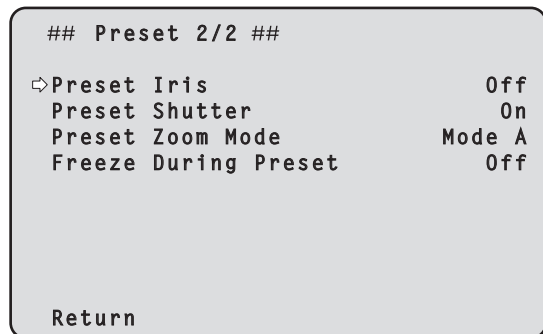 ## Preset 2/2 ##
⇨Preset Iris Off
Preset Shutter On
Preset Zoom Mode Mode A
Freeze During Preset Off
Return